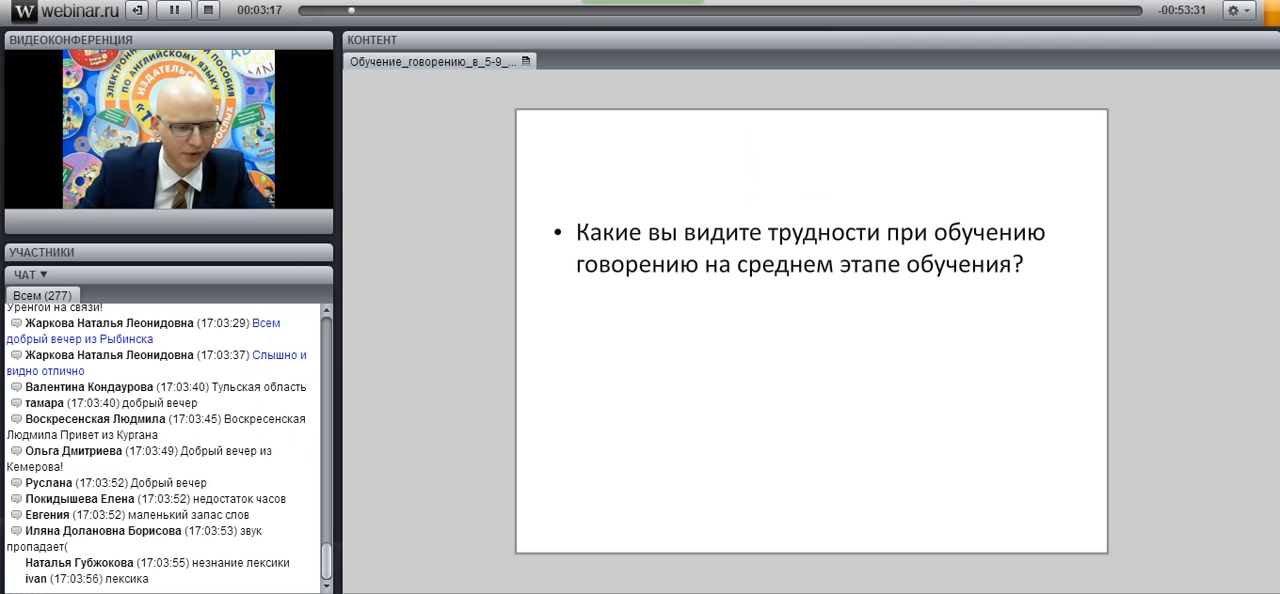 webinar.ru
00:03:17
-00:53:31
ВИДЕОКОНФЕРЕНЦИЯ
ЭЛЕКТРОН
ПОСОБИЯ
ПО АНГЛИЙСКОМУ ЯЗЫКУ
ИЗДАТЕЛЬС
УЧАСТНИКИ
ЧАТ
Всем (277)
Уренгой на связи!
Жаркова Наталья Леонидовна (17:03:29) Всем
добрый вечер из Рыбинска
Жаркова Наталья Леонидовна (17:03:37) Слышно и
видно отлично
Валентина Кондаурова (17:03:40) Тульская область
тамара (17:03:40) добрый вечер
Воскресенская Людмила (17:03:45) Воскресенская
Людмила Привет из Кургана
Ольга Дмитриева (17:03:49) Добрый вечер из
Кемерова!
Руслана (17:03:52) Добрый вечер
Покидышева Елена (17:03:52) недостаток часов
Евгения (17:03:52) маленький запас слов
Иляна Долановна Борисова (17:03:53) звук
пропадает(
Наталья Губжокова (17:03:55) незнание лексики
ivan (17:03:56) лексика
КОНТЕНТ
Обучение_говорению_в_5-9_...
• Какие вы видите трудности при обучению
говорению на среднем этапе обучения?